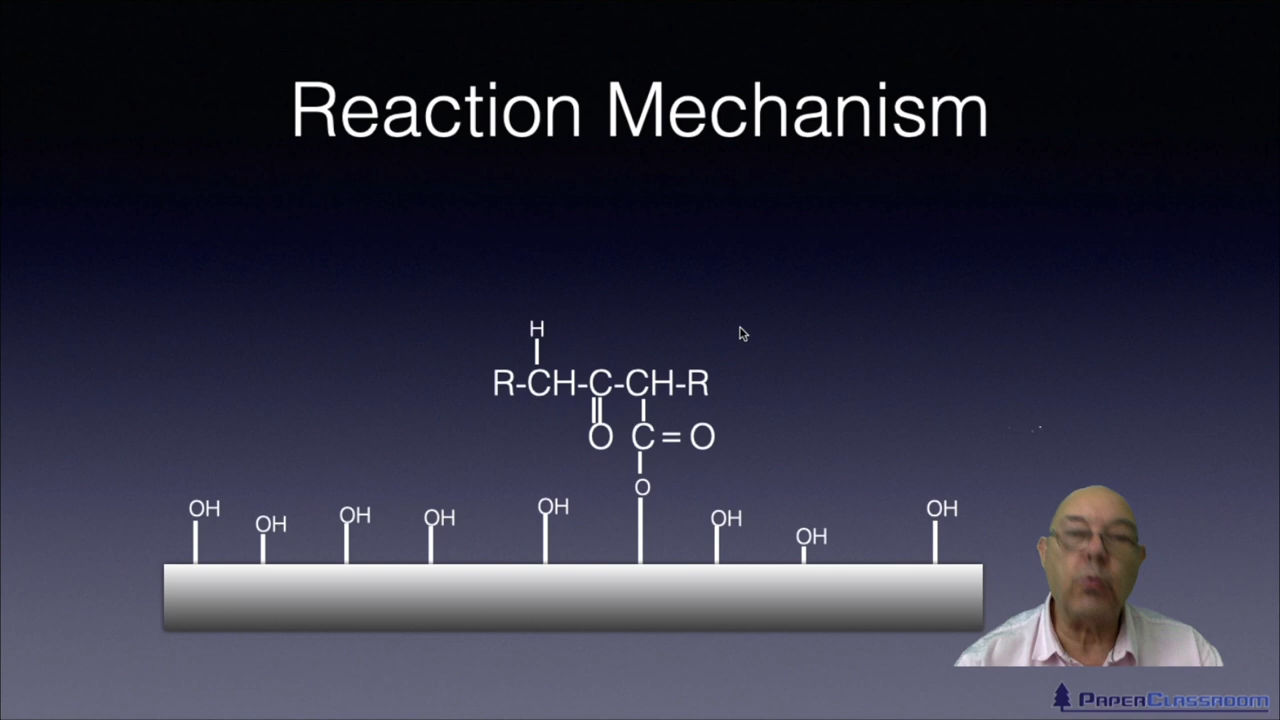 Reaction Mechanism
H
R-CH-C-CH-R
O C=O
O
OH OH OH OH OH OH OH OH
PAPERCLASSROOM